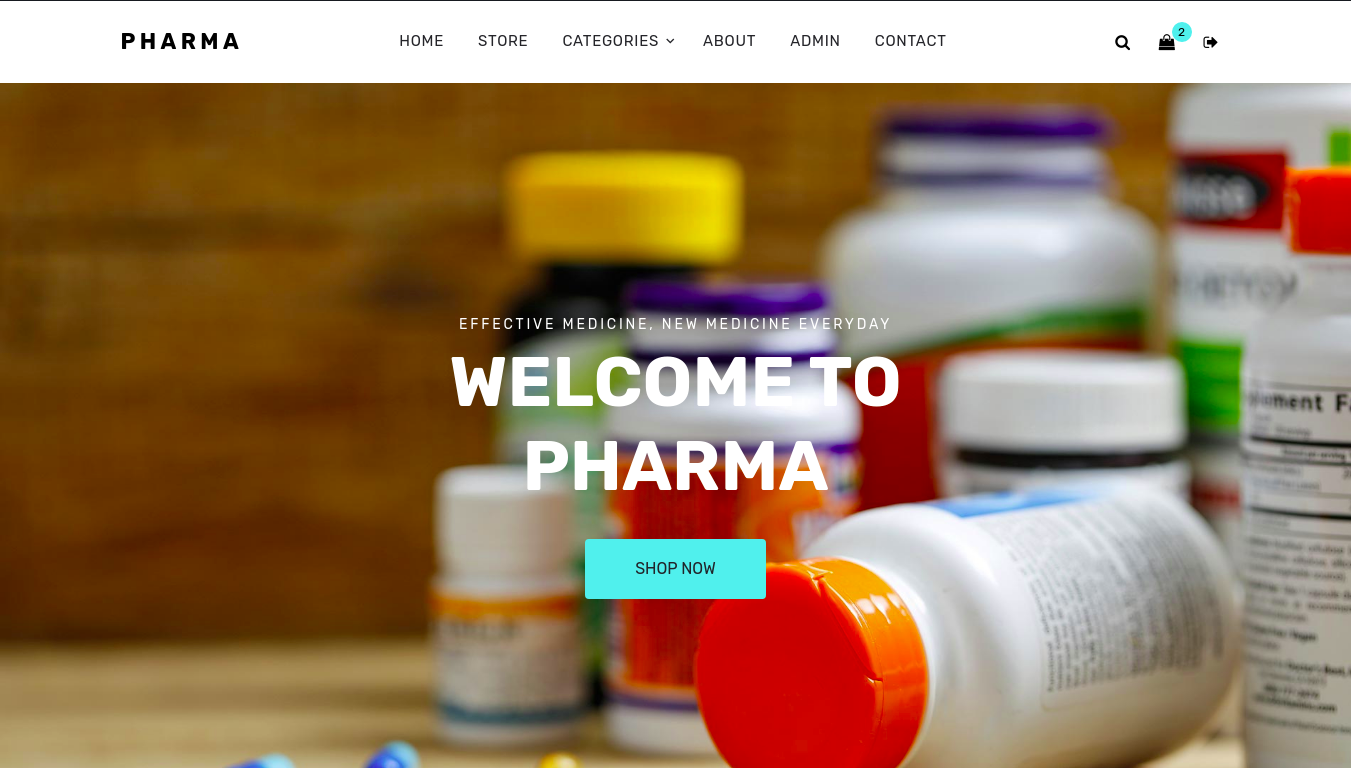 PHARMA
HOME STORE CATEGORIES ABOUT ADMIN CONTACT
2
EFFECTIVE MEDICINE, NEW MEDICINE EVERYDAY
WELCOME TO
PHARMA
SHOP NOW